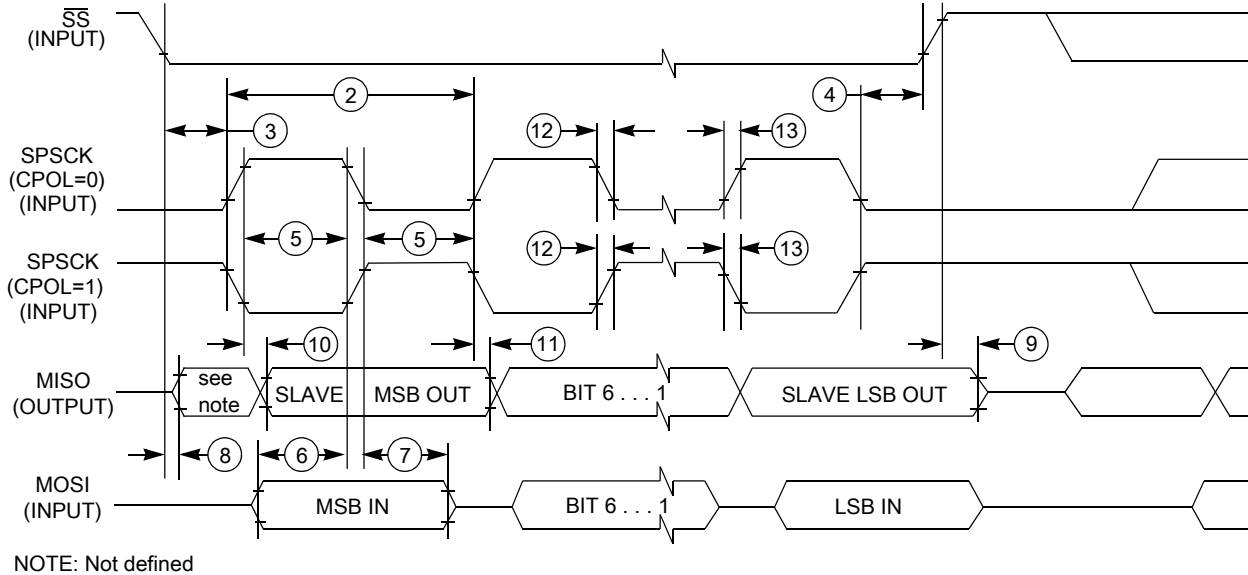 SS
(INPUT)
2
4
3
12
13
SPSCK
(CPOL=0)
(INPUT)
5
5
12
13
SPSCK
(CPOL=1)
(INPUT)
10
11
9
MISO
(OUTPUT)
see
note
SLAVE
MSB OUT
BIT 6 . . . 1
SLAVE LSB OUT
8
6
7
MOSI
(INPUT)
MSB IN
BIT 6 . . . 1
LSB IN
NOTE: Not defined